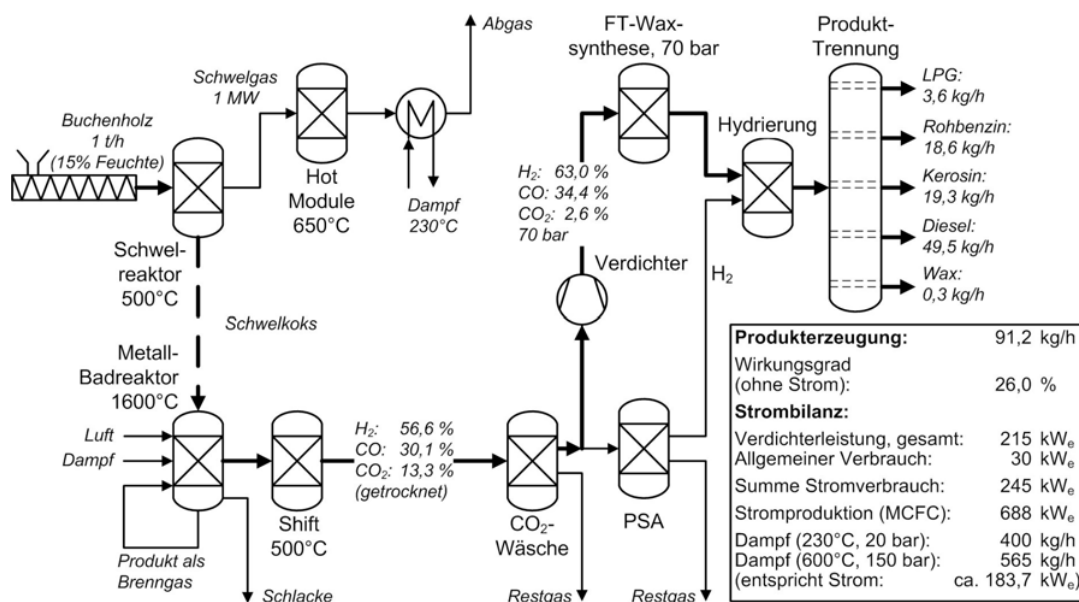 Abgas
FT-Wax-
synthese, 70 bar
Produkt-
Trennung
Schwelgas
1 MW
LPG:
3,6 kg/h
Buchenholz
1 t/h
(15% Feuchte)
Rohbenzin:
18,6 kg/h
Hydrierung
Kerosin:
19,3 kg/h
Hot
Module
650°C
Dampf
230°C
H₂: 63,0 %
CO: 34,4 %
CO₂: 2,6 %
70 bar
Diesel:
49,5 kg/h
Schwel-
reaktor
500°C
Verdichter
H₂
Wax:
0,3 kg/h
Schwelkoks
Metall-
Badreaktor
1600°C
Luft
Dampf
H₂: 56,6 %
CO: 30,1 %
CO₂: 13,3 %
(getrocknet)
Shift
500°C
CO₂-
Wäsche
PSA
Produkt als
Brenngas
Schlacke
Restgas
Restgas
Produkterzeugung: 91,2 kg/h
Wirkungsgrad
(ohne Strom): 26,0 %
Strombilanz:
Verdichterleistung, gesamt: 215 kWₑ
Allgemeiner Verbrauch: 30 kWₑ
Summe Stromverbrauch: 245 kWₑ
Stromproduktion (MCFC): 688 kWₑ
Dampf (230°C, 20 bar): 400 kg/h
Dampf (600°C, 150 bar): 565 kg/h
(entspricht Strom: ca. 183,7 kWₑ)